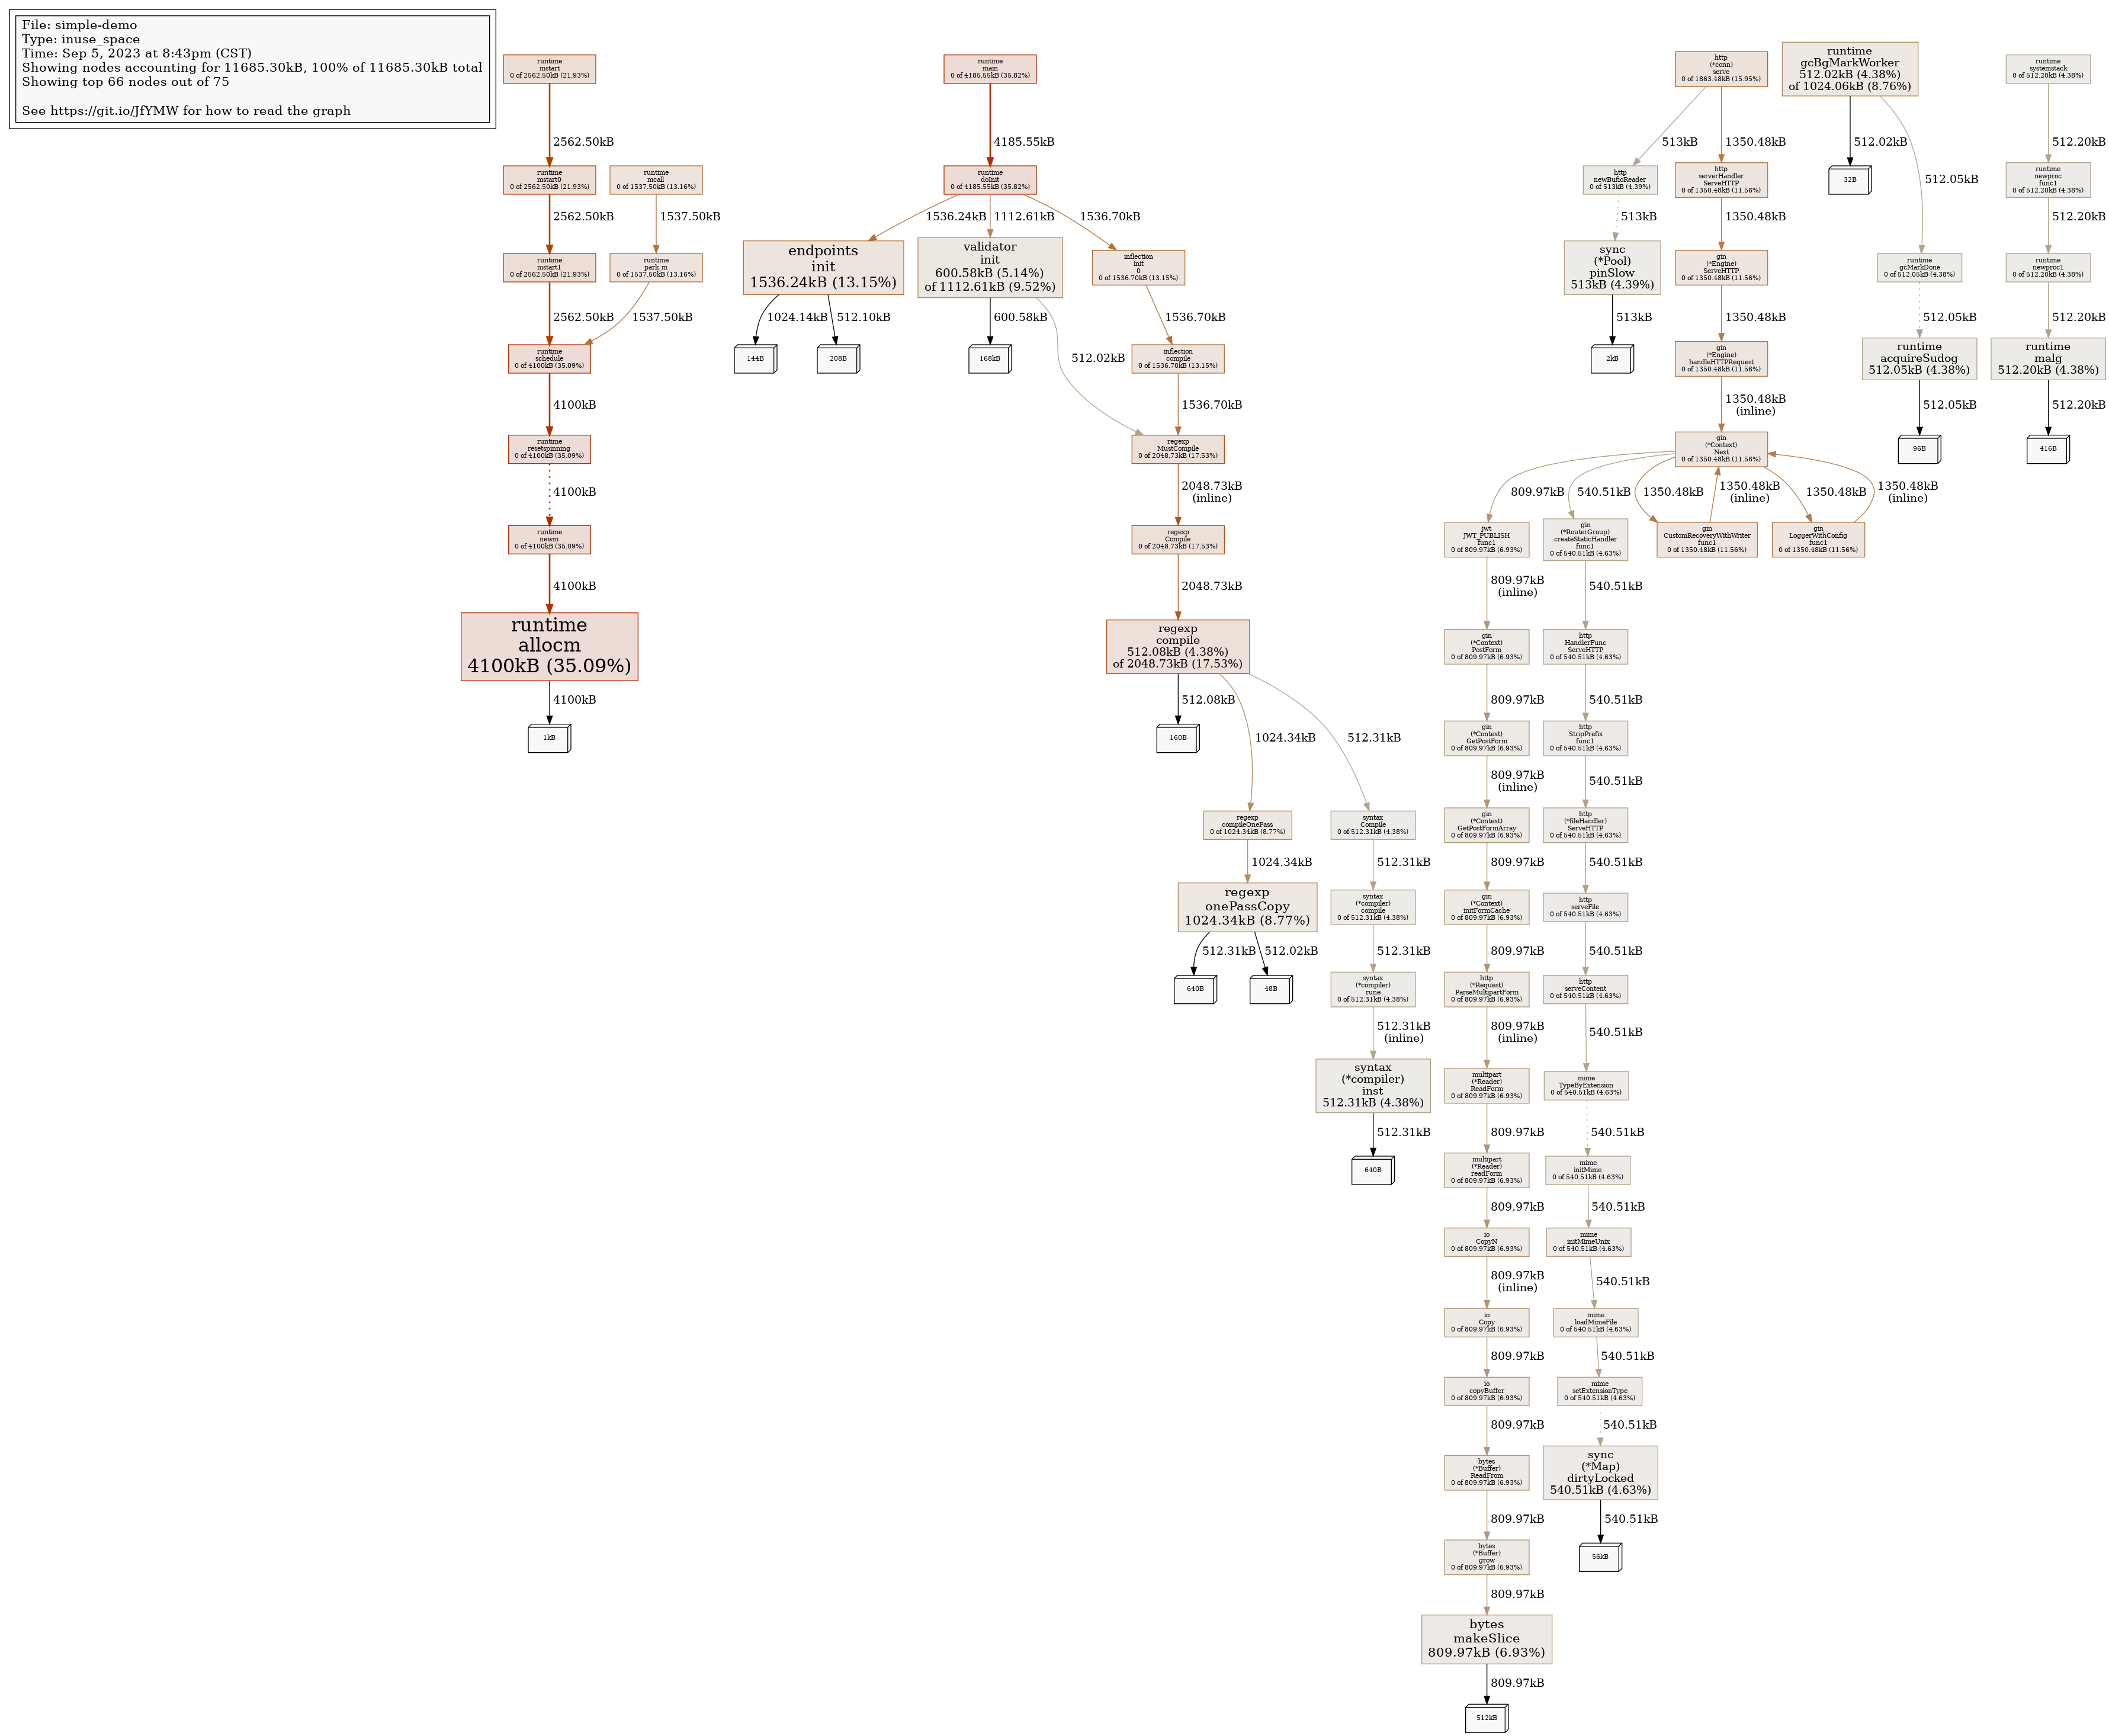 File: simple-demo
Type: inuse_space
Time: Sep 5, 2023 at 8:43pm (CST)
Showing nodes accounting for 11685.30kB, 100% of 11685.30kB total
Showing top 66 nodes out of 75
See https://git.io/JfYMW for how to read the graph
runtime
mstart
0 of 2562.50kB (21.93%)
2562.50kB
runtime
mstart0
0 of 2562.50kB (21.93%)
runtime
mcall
0 of 1537.50kB (13.16%)
2562.50kB
1537.50kB
runtime
mstart1
0 of 2562.50kB (21.93%)
runtime
park_m
0 of 1537.50kB (13.16%)
2562.50kB
1537.50kB
runtime
schedule
0 of 4100kB (35.09%)
4100kB
runtime
resetspinning
0 of 4100kB (35.09%)
4100kB
runtime
newm
0 of 4100kB (35.09%)
4100kB
runtime
allocm
4100kB (35.09%)
4100kB
1kB
runtime
main
0 of 4185.55kB (35.82%)
4185.55kB
runtime
doInit
0 of 4185.55kB (35.82%)
1536.24kB
1112.61kB
1536.70kB
endpoints
init
1536.24kB (13.15%)
1024.14kB
512.10kB
144B
208B
validator
init
600.58kB (5.14%)
of 1112.61kB (9.52%)
600.58kB
512.02kB
168kB
inflection
init
0
0 of 1536.70kB (13.15%)
1536.70kB
inflection
compile
0 of 1536.70kB (13.15%)
1536.70kB
regexp
MustCompile
0 of 2048.73kB (17.53%)
2048.73kB
(inline)
regexp
Compile
0 of 2048.73kB (17.53%)
2048.73kB
regexp
compile
512.08kB (4.38%)
of 2048.73kB (17.53%)
512.08kB
1024.34kB
512.31kB
160B
regexp
compileOnePass
0 of 1024.34kB (8.77%)
1024.34kB
regexp
onePassCopy
1024.34kB (8.77%)
512.31kB
512.02kB
640B
48B
syntax
Compile
0 of 512.31kB (4.38%)
512.31kB
syntax
(*compiler)
compile
0 of 512.31kB (4.38%)
512.31kB
syntax
(*compiler)
rune
0 of 512.31kB (4.38%)
512.31kB
(inline)
syntax
(*compiler)
inst
512.31kB (4.38%)
512.31kB
640B
http
(*conn)
serve
0 of 1863.48kB (15.95%)
513kB
1350.48kB
http
newBufioReader
0 of 513kB (4.39%)
513kB
sync
(*Pool)
pinSlow
513kB (4.39%)
513kB
2kB
http
serverHandler
ServeHTTP
0 of 1350.48kB (11.56%)
1350.48kB
gin
(*Engine)
ServeHTTP
0 of 1350.48kB (11.56%)
1350.48kB
gin
(*Engine)
handleHTTPRequest
0 of 1350.48kB (11.56%)
1350.48kB
(inline)
gin
(*Context)
Next
0 of 1350.48kB (11.56%)
809.97kB
540.51kB
1350.48kB
1350.48kB
(inline)
1350.48kB
1350.48kB
(inline)
gin
CustomRecoveryWithWriter
func1
0 of 1350.48kB (11.56%)
gin
LoggerWithConfig
func1
0 of 1350.48kB (11.56%)
jwt
JWT_PUBLISH
func1
0 of 809.97kB (6.93%)
809.97kB
(inline)
gin
(*Context)
PostForm
0 of 809.97kB (6.93%)
809.97kB
gin
(*Context)
GetPostForm
0 of 809.97kB (6.93%)
809.97kB
(inline)
gin
(*Context)
GetPostFormArray
0 of 809.97kB (6.93%)
809.97kB
gin
(*Context)
initFormCache
0 of 809.97kB (6.93%)
809.97kB
http
(*Request)
ParseMultipartForm
0 of 809.97kB (6.93%)
809.97kB
(inline)
multipart
(*Reader)
ReadForm
0 of 809.97kB (6.93%)
809.97kB
multipart
(*Reader)
readForm
0 of 809.97kB (6.93%)
809.97kB
io
CopyN
0 of 809.97kB (6.93%)
809.97kB
(inline)
io
Copy
0 of 809.97kB (6.93%)
809.97kB
io
copyBuffer
0 of 809.97kB (6.93%)
809.97kB
bytes
(*Buffer)
ReadFrom
0 of 809.97kB (6.93%)
809.97kB
bytes
(*Buffer)
grow
0 of 809.97kB (6.93%)
809.97kB
bytes
makeSlice
809.97kB (6.93%)
809.97kB
512kB
gin
(*RouterGroup)
createStaticHandler
func1
0 of 540.51kB (4.63%)
540.51kB
http
HandlerFunc
ServeHTTP
0 of 540.51kB (4.63%)
540.51kB
http
StripPrefix
func1
0 of 540.51kB (4.63%)
540.51kB
http
(*fileHandler)
ServeHTTP
0 of 540.51kB (4.63%)
540.51kB
http
serveFile
0 of 540.51kB (4.63%)
540.51kB
http
serveContent
0 of 540.51kB (4.63%)
540.51kB
mime
TypeByExtension
0 of 540.51kB (4.63%)
540.51kB
mime
initMime
0 of 540.51kB (4.63%)
540.51kB
mime
initMimeUnix
0 of 540.51kB (4.63%)
540.51kB
mime
loadMimeFile
0 of 540.51kB (4.63%)
540.51kB
mime
setExtensionType
0 of 540.51kB (4.63%)
540.51kB
sync
(*Map)
dirtyLocked
540.51kB (4.63%)
540.51kB
56kB
runtime
gcBgMarkWorker
512.02kB (4.38%)
of 1024.06kB (8.76%)
512.02kB
512.05kB
32B
runtime
gcMarkDone
0 of 512.05kB (4.38%)
512.05kB
runtime
acquireSudog
512.05kB (4.38%)
512.05kB
96B
runtime
systemstack
0 of 512.20kB (4.38%)
512.20kB
runtime
newproc
func1
0 of 512.20kB (4.38%)
512.20kB
runtime
newproc1
0 of 512.20kB (4.38%)
512.20kB
runtime
malg
512.20kB (4.38%)
512.20kB
416B